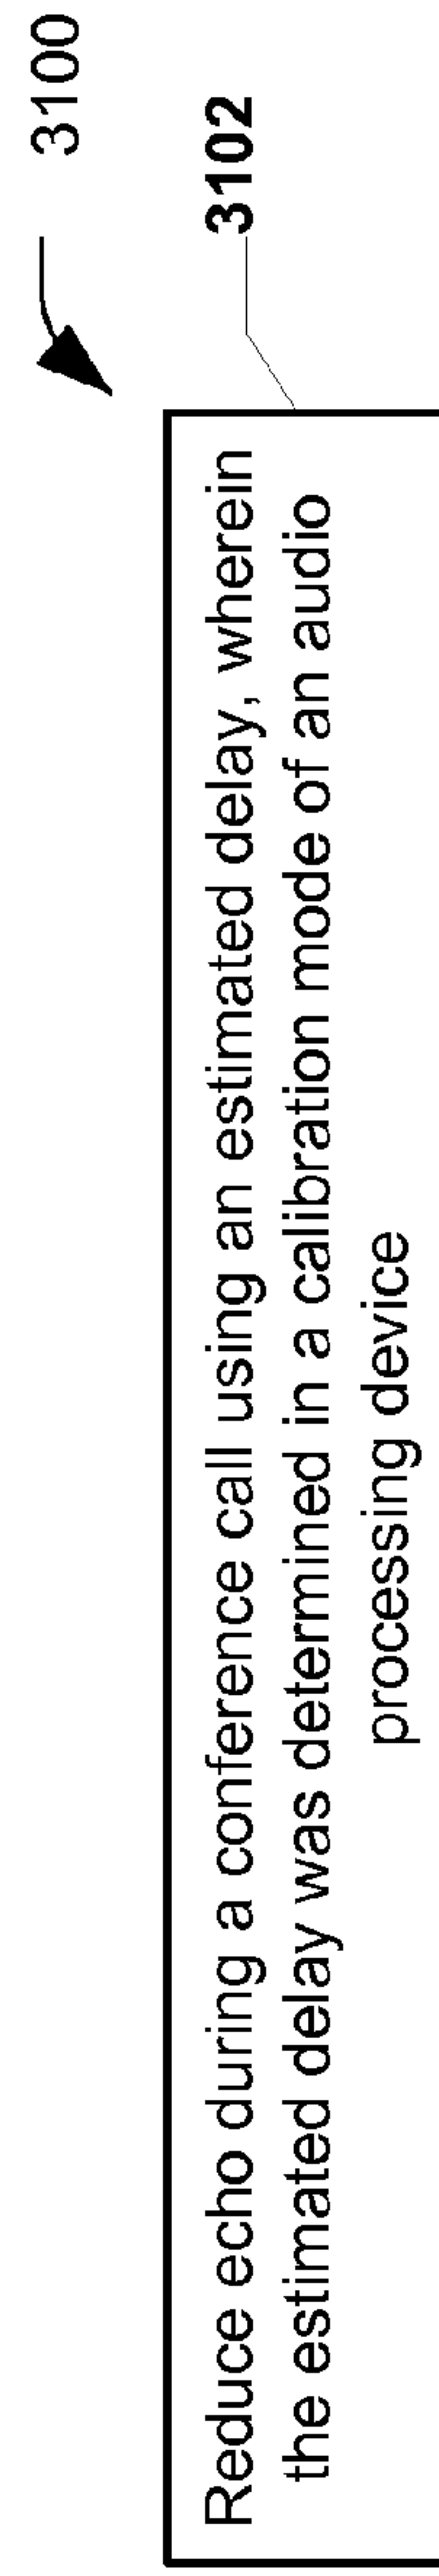 3100
3102
Reduce echo during a conference call using an estimated delay, wherein
the estimated delay was determined in a calibration mode of an audio
processing device